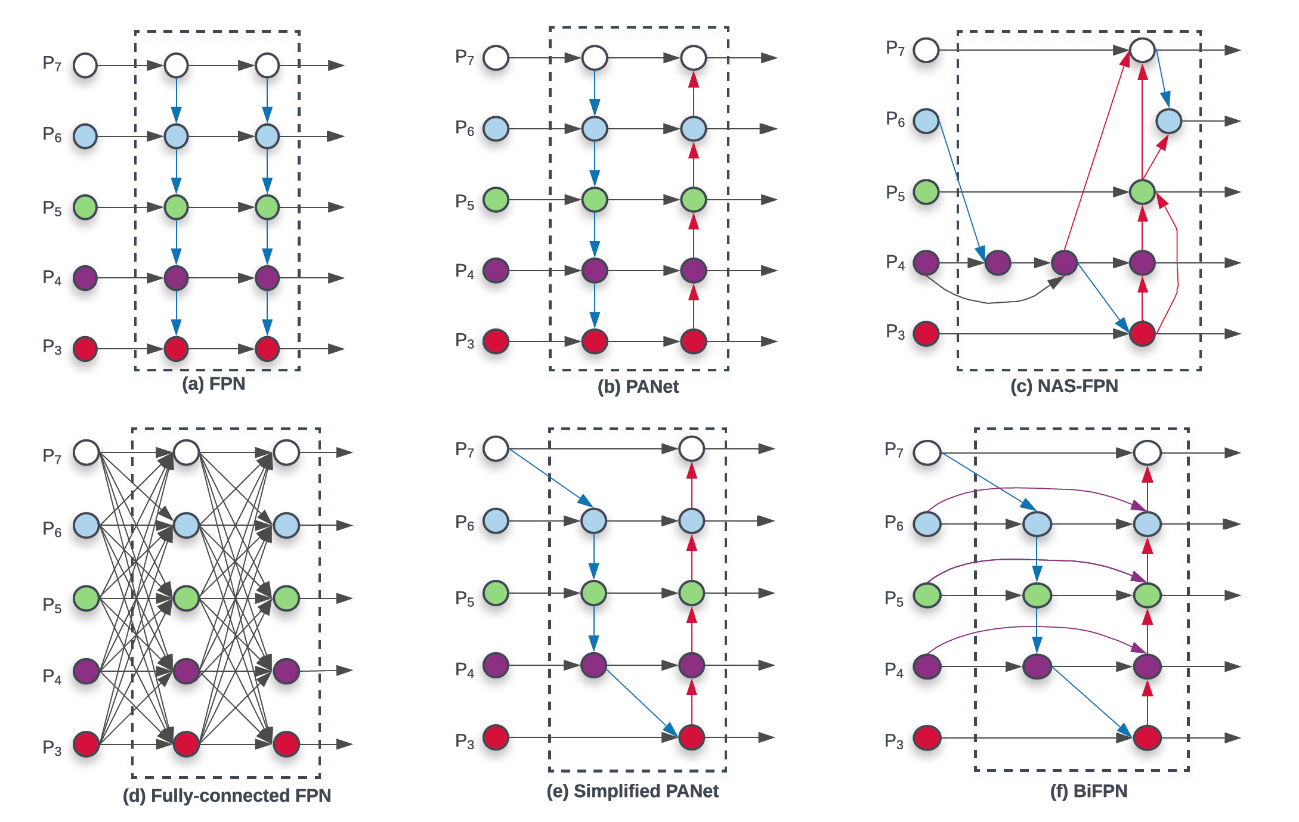 P7
P6
P5
P4
P3
(a) FPN
P7
P6
P5
P4
P3
(b) PANet
P7
P6
P5
P4
P3
(c) NAS-FPN
P7
P6
P5
P4
P3
(d) Fully-connected FPN
P7
P6
P5
P4
P3
(e) Simplified PANet
P7
P6
P5
P4
P3
(f) BiFPN